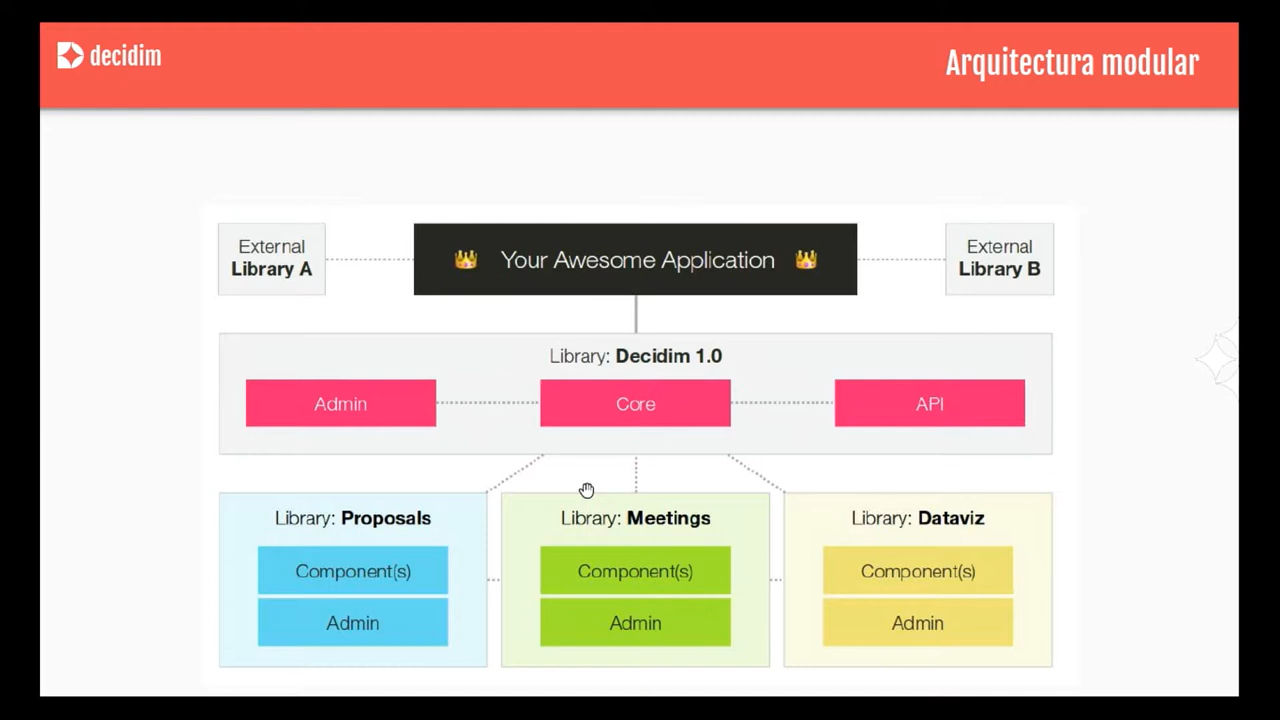 decidim
Arquitectura modular
External
Library A
Your Awesome Application
External
Library B
Library: Decidim 1.0
Admin
Core
API
Library: Proposals
Component(s)
Admin
Library: Meetings
Component(s)
Admin
Library: Dataviz
Component(s)
Admin